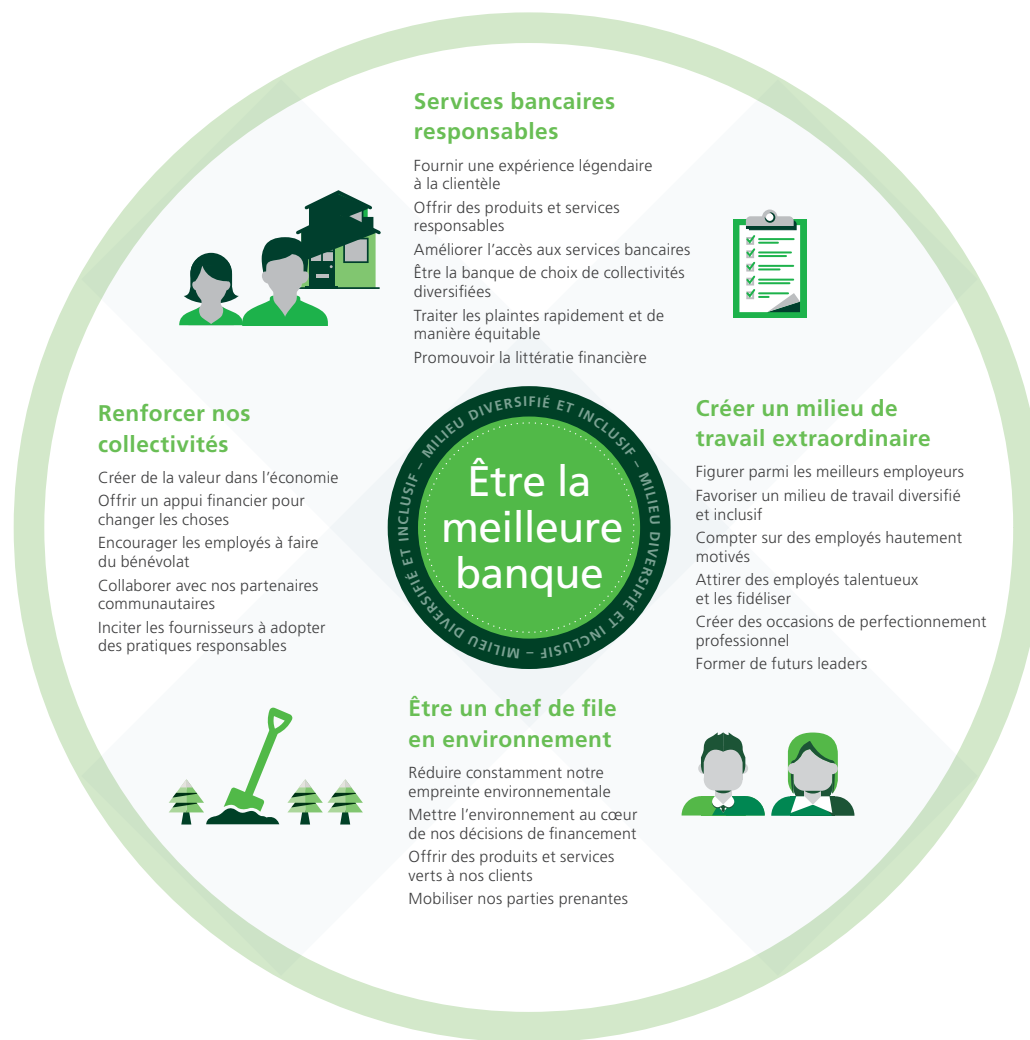 Services bancaires
responsables
Fournir une expérience légendaire
à la clientèle
Offrir des produits et services
responsables
Améliorer l’accès aux services bancaires
Être la banque de choix de collectivités
diversifiées
Traiter les plaintes rapidement et de
manière équitable
Promouvoir la littératie financière
Renforcer nos
collectivités
Créer de la valeur dans l’économie
Offrir un appui financier pour
changer les choses
Encourager les employés à faire
du bénévolat
Collaborer avec nos partenaires
communautaires
Inciter les fournisseurs à adopter
des pratiques responsables
MILIEU DIVERSIFIÉ ET INCLUSIF – MILIEU DIVERSIFIÉ ET INCLUSIF – MILIEU DIVERSIFIÉ ET INCLUSIF –
Être la
meilleure
banque
Créer un milieu de
travail extraordinaire
Figurer parmi les meilleurs employeurs
Favoriser un milieu de travail diversifié
et inclusif
Compter sur des employés hautement
motivés
Attirer des employés talentueux
et les fidéliser
Créer des occasions de perfectionnement
professionnel
Former de futurs leaders
Être un chef de file
en environnement
Réduire constamment notre
empreinte environnementale
Mettre l’environnement au cœur
de nos décisions de financement
Offrir des produits et services
verts à nos clients
Mobiliser nos parties prenantes